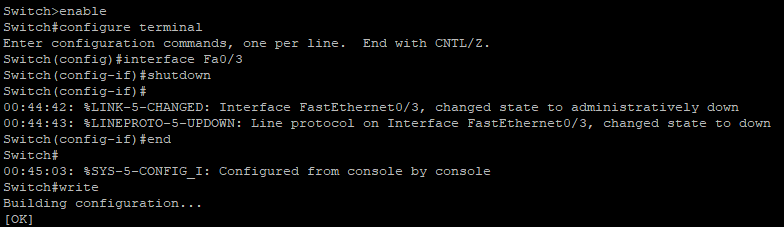 Switch>enable
Switch#configure terminal
Enter configuration commands, one per line.  End with CNTL/Z.
Switch(config)#interface Fa0/3
Switch(config-if)#shutdown
Switch(config-if)#
00:44:42: %LINK-5-CHANGED: Interface FastEthernet0/3, changed state to administratively down
00:44:43: %LINEPROTO-5-UPDOWN: Line protocol on Interface FastEthernet0/3, changed state to down
Switch(config-if)#end
Switch#
00:45:03: %SYS-5-CONFIG_I: Configured from console by console
Switch#write
Building configuration...
[OK]